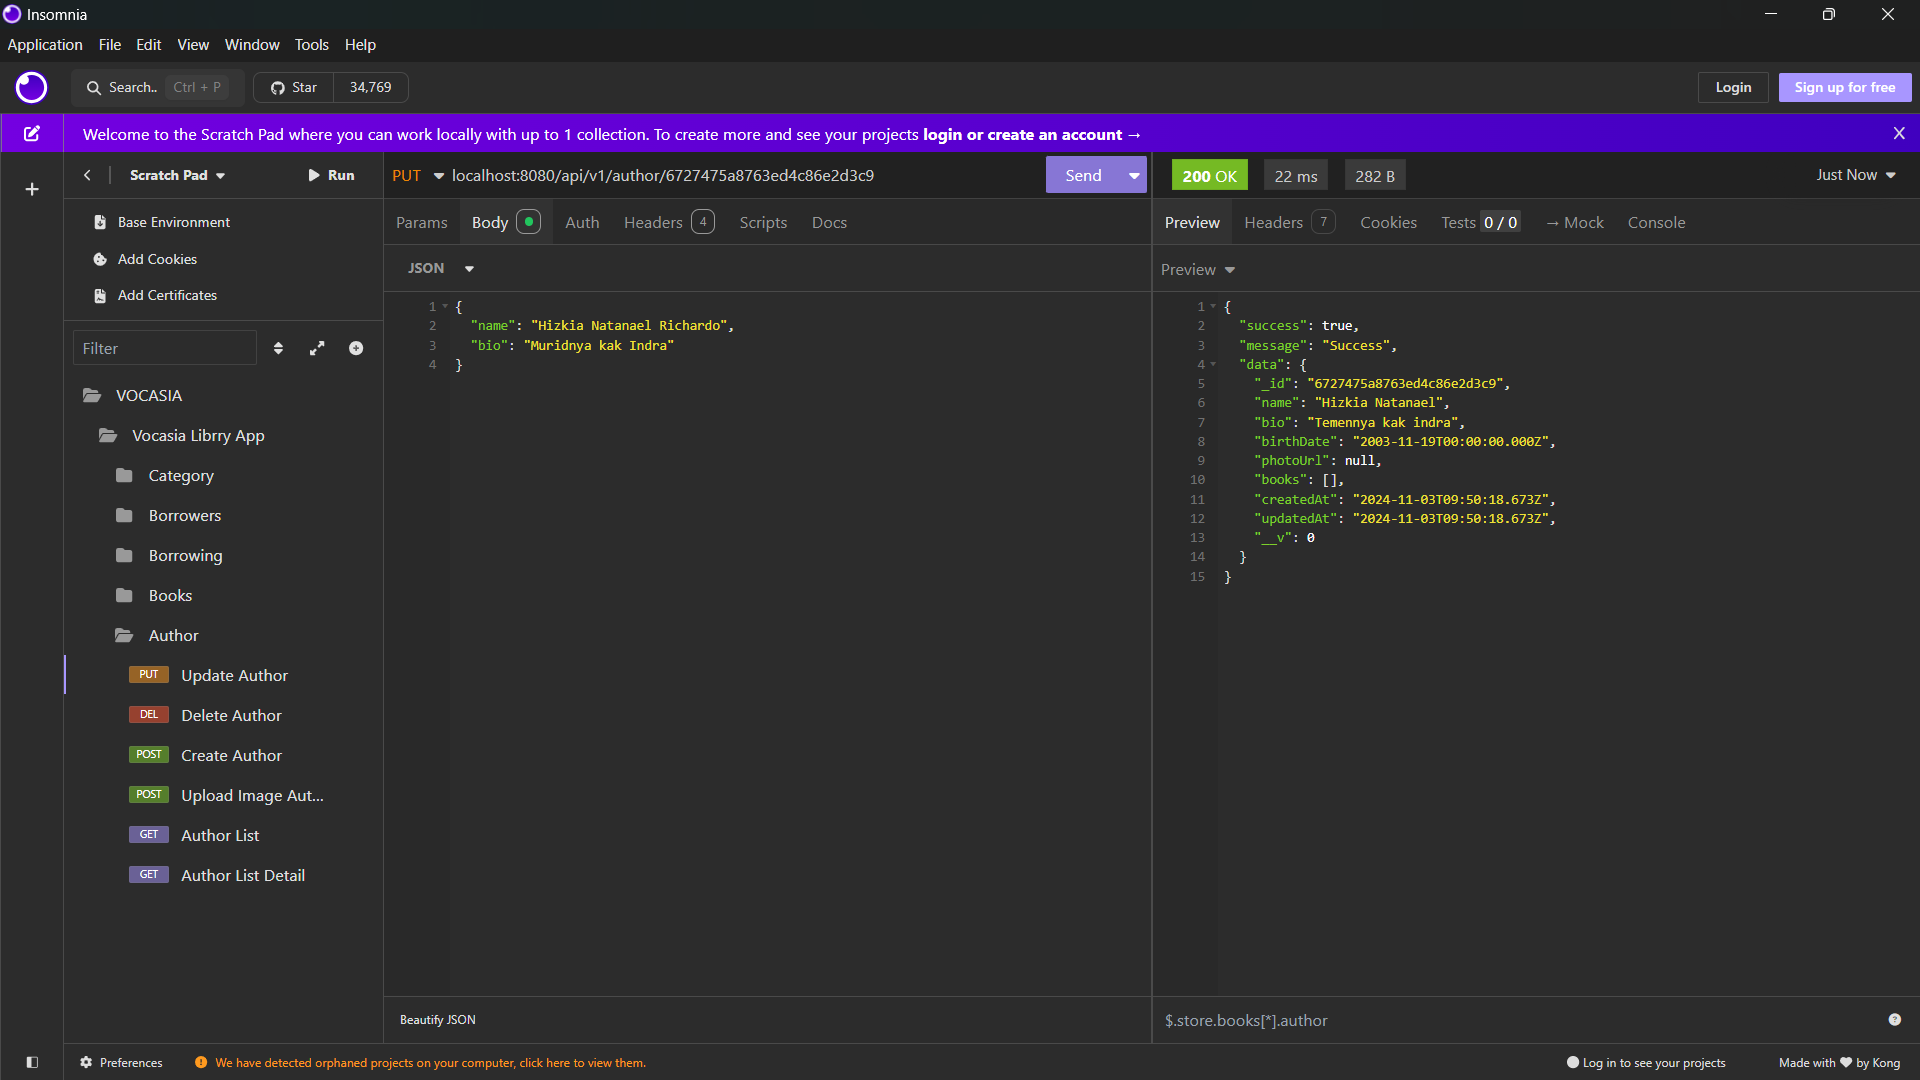 Insomnia
Application File Edit View Window Tools Help
Search.. Ctrl + P Star 34,769 Login Sign up for free
Welcome to the Scratch Pad where you can work locally with up to 1 collection. To create more and see your projects login or create an account → X
Scratch Pad Run
PUT localhost:8080/api/v1/author/6727475a8763ed4c86e2d3c9 Send
200 OK 22 ms 282 B Just Now
Base Environment
Add Cookies
Add Certificates
Filter
VOCASIA
Vocasia Librry App
Category
Borrowers
Borrowing
Books
Author
PUT Update Author
DEL Delete Author
POST Create Author
POST Upload Image Aut...
GET Author List
GET Author List Detail
Params Body Auth Headers 4 Scripts Docs
JSON
1 {
2 "name": "Hizkia Natanael Richardo",
3 "bio": "Muridnya kak Indra"
4 }
Beautify JSON
Preview Headers 7 Cookies Tests 0 / 0 → Mock Console
Preview
1 {
2 "success": true,
3 "message": "Success",
4 "data": {
5 "_id": "6727475a8763ed4c86e2d3c9",
6 "name": "Hizkia Natanael",
7 "bio": "Temennya kak indra",
8 "birthDate": "2003-11-19T00:00:00.000Z",
9 "photoUrl": null,
10 "books": [],
11 "createdAt": "2024-11-03T09:50:18.673Z",
12 "updatedAt": "2024-11-03T09:50:18.673Z",
13 "__v": 0
14 }
15 }
$.store.books[*].author
Preferences We have detected orphaned projects on your computer, click here to view them. Log in to see your projects Made with ❤ by Kong